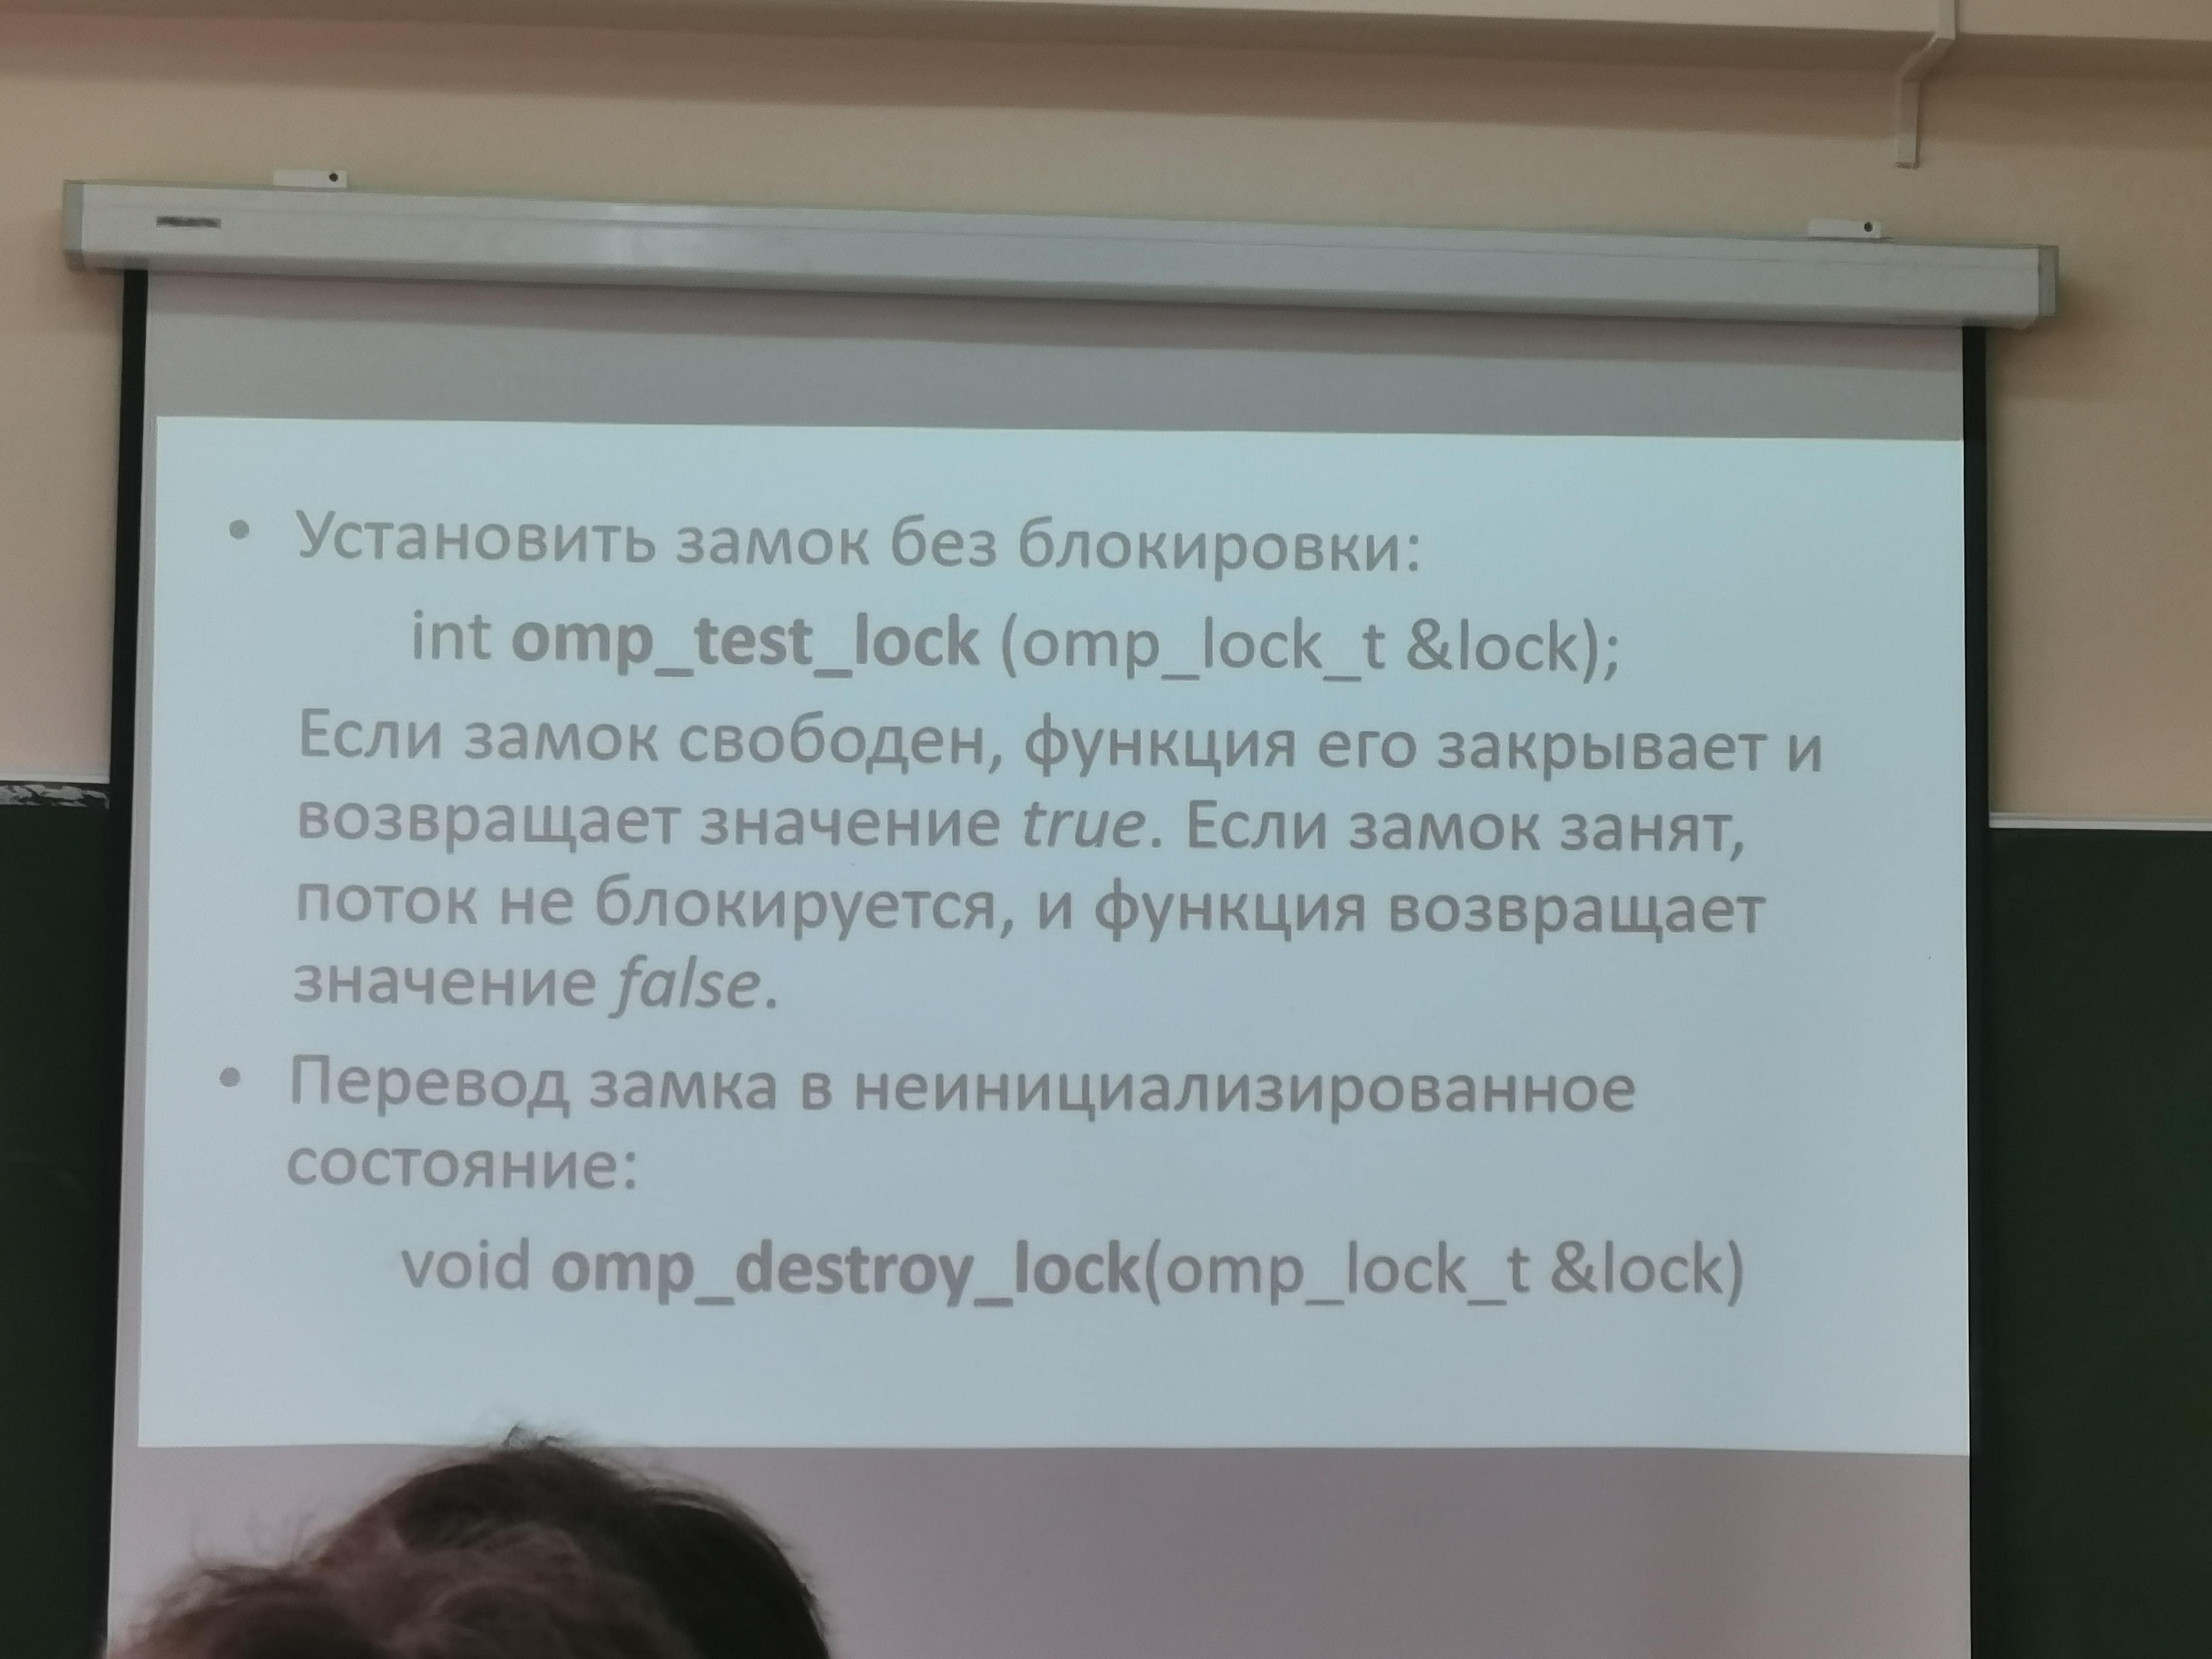 • Установить замок без блокировки:
int omp_test_lock (omp_lock_t &lock);
Если замок свободен, функция его закрывает и
возвращает значение true. Если замок занят,
поток не блокируется, и функция возвращает
значение false.
• Перевод замка в неинициализированное
состояние:
void omp_destroy_lock(omp_lock_t &lock)